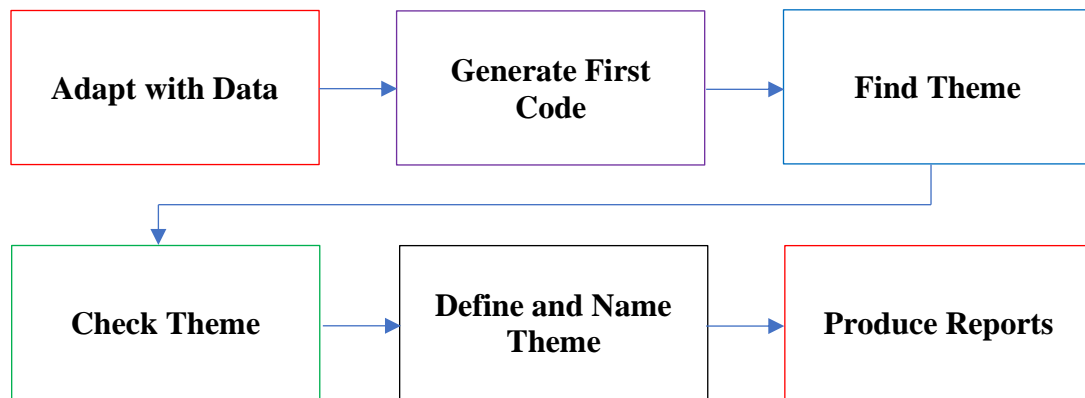 Adapt with Data
Generate First
Code
Find Theme
Check Theme
Define and Name
Theme
Produce Reports